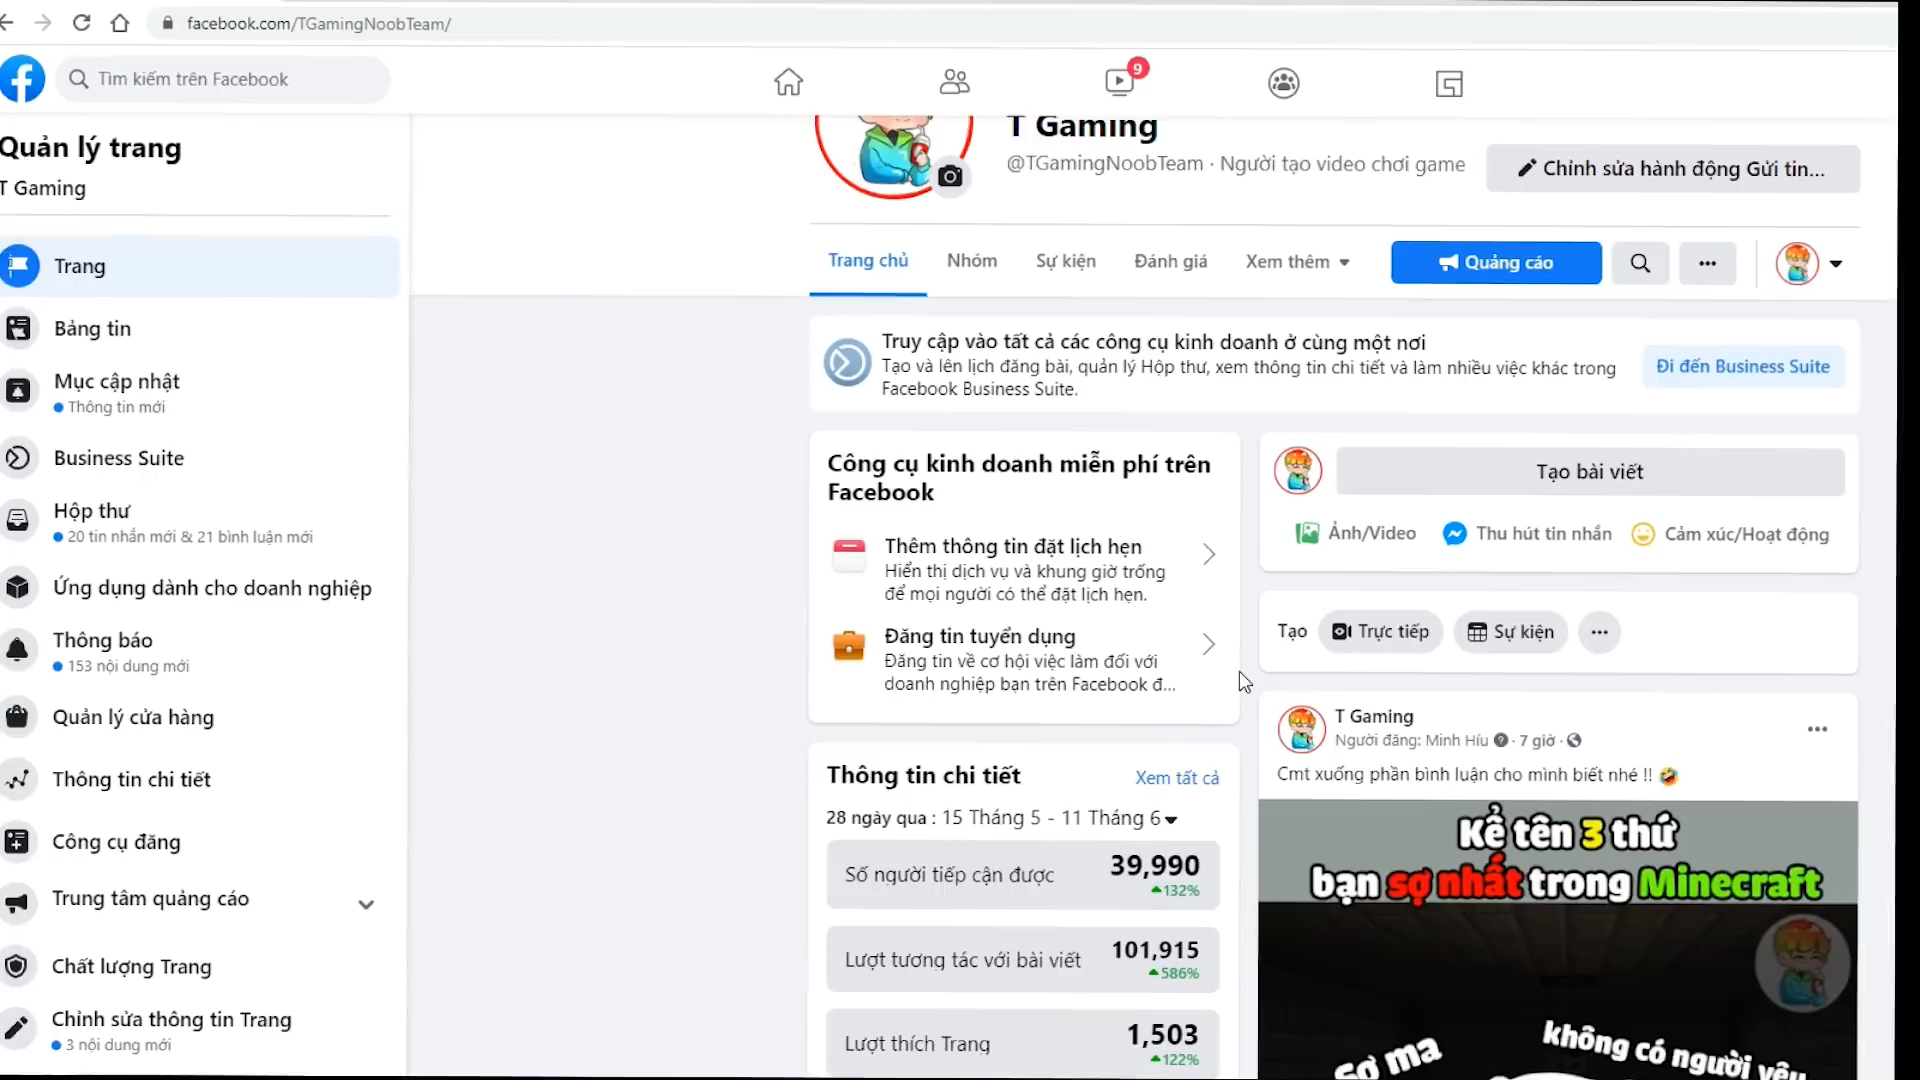 facebook.com/TGamingNoobTeam/
Tìm kiếm trên Facebook
9
Quản lý trang
T Gaming
Trang
Bảng tin
Mục cập nhật
Thông tin mới
Business Suite
Hộp thư
20 tin nhắn mới & 21 bình luận mới
Ứng dụng dành cho doanh nghiệp
Thông báo
153 nội dung mới
Quản lý cửa hàng
Thông tin chi tiết
Công cụ đăng
Trung tâm quảng cáo
Chất lượng Trang
Chỉnh sửa thông tin Trang
3 nội dung mới
T Gaming
@TGamingNoobTeam · Người tạo video chơi game
Chỉnh sửa hành động Gửi tin...
Trang chủ
Nhóm
Sự kiện
Đánh giá
Xem thêm
Quảng cáo
Truy cập vào tất cả các công cụ kinh doanh ở cùng một nơi
Tạo và lên lịch đăng bài, quản lý Hộp thư, xem thông tin chi tiết và làm nhiều việc khác trong
Facebook Business Suite.
Đi đến Business Suite
Công cụ kinh doanh miễn phí trên
Facebook
Thêm thông tin đặt lịch hẹn
Hiển thị dịch vụ và khung giờ trống
để mọi người có thể đặt lịch hẹn.
Đăng tin tuyển dụng
Đăng tin về cơ hội việc làm đối với
doanh nghiệp bạn trên Facebook đ...
Thông tin chi tiết
Xem tất cả
28 ngày qua : 15 Tháng 5 - 11 Tháng 6
Số người tiếp cận được
39,990
132%
Lượt tương tác với bài viết
101,915
586%
Lượt thích Trang
1,503
122%
Tạo bài viết
Ảnh/Video
Thu hút tin nhắn
Cảm xúc/Hoạt động
Tạo
Trực tiếp
Sự kiện
T Gaming
Người đăng: Minh Híu · 7 giờ ·
Cmt xuống phần bình luận cho mình biết nhé !!
Kể tên 3 thứ
bạn sợ nhất trong Minecraft
Sợ ma
không có người yêu